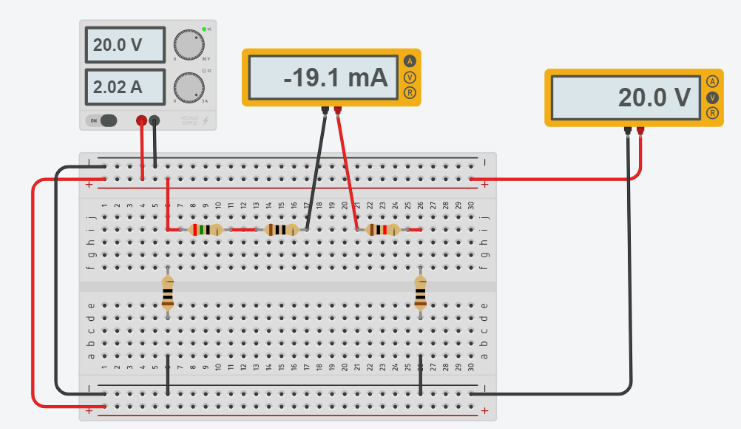 20.0 V
2.02 A
ON
-19.1 mA
A
V
R
20.0 V
A
V
R
- -
+ +
1 2 3 4 5 6 7 8 9 10 11 12 13 14 15 16 17 18 19 20 21 22 23 24 25 26 27 28 29 30
j j
i i
h h
g g
f f
e e
d d
c c
b b
a a
1 2 3 4 5 6 7 8 9 10 11 12 13 14 15 16 17 18 19 20 21 22 23 24 25 26 27 28 29 30
- -
+ +